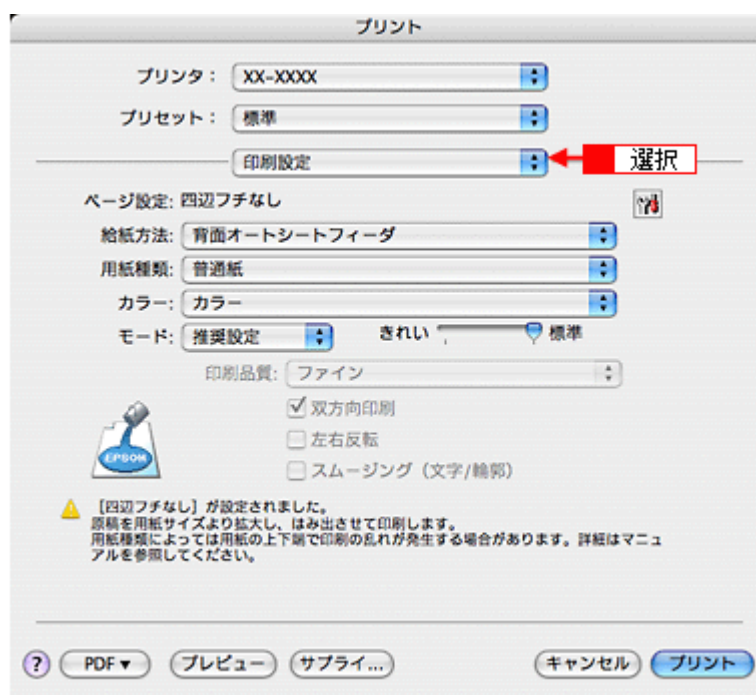 プリント
プリンタ： XX-XXXX
プリセット： 標準
印刷設定 選択
ページ設定: 四辺フチなし
給紙方法: 背面オートシートフィーダ
用紙種類: 普通紙
カラー: カラー
モード: 推奨設定 きれい 標準
印刷品質: ファイン
双方向印刷
左右反転
スムージング（文字/輪郭）
EPSON
［四辺フチなし］が設定されました。
原稿を用紙サイズより拡大し、はみ出させて印刷します。
用紙種類によっては用紙の上下端で印刷の乱れが発生する場合があります。詳細はマニュ
アルを参照してください。
? PDF▼ プレビュー サプライ... キャンセル プリント